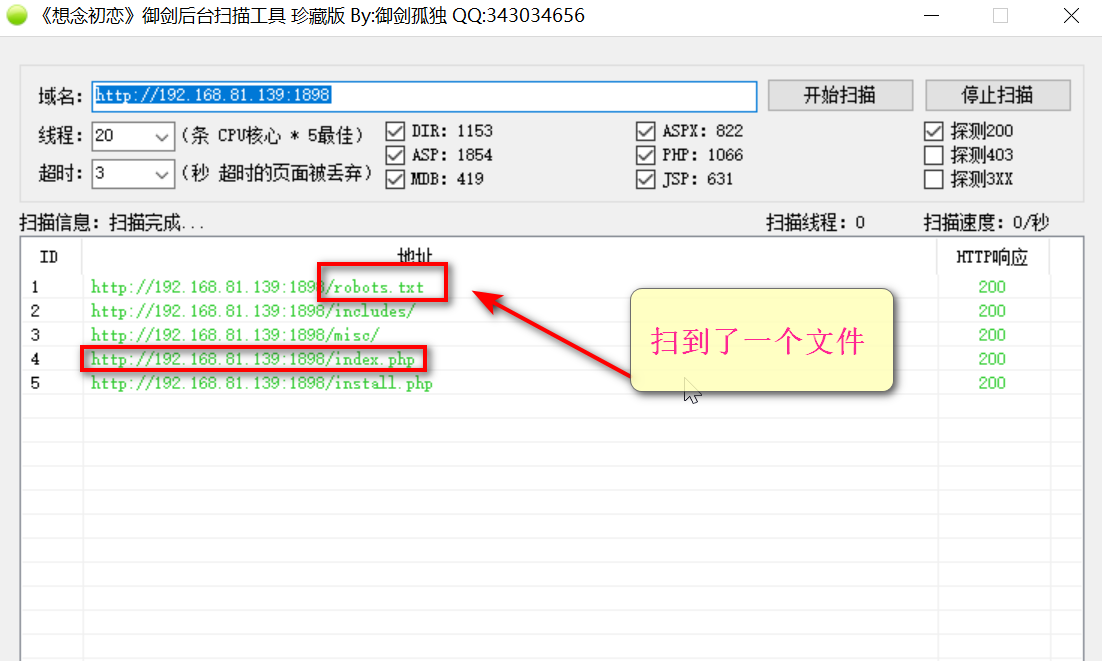 《想念初恋》御剑后台扫描工具 珍藏版 By:御剑孤独 QQ:343034656
域名: http://192.168.81.139:1898 开始扫描 停止扫描
线程: 20 (条 CPU核心 * 5最佳) DIR: 1153 ASPX: 822 探测200
ASP: 1854 PHP: 1066 探测403
超时: 3 (秒 超时的页面被丢弃) MDB: 419 JSP: 631 探测3XX
扫描信息: 扫描完成... 扫描线程: 0 扫描速度: 0/秒
ID 地址 HTTP响应
1 http://192.168.81.139:1898/robots.txt 200
2 http://192.168.81.139:1898/includes/ 200
3 http://192.168.81.139:1898/misc/ 200
4 http://192.168.81.139:1898/index.php 200
5 http://192.168.81.139:1898/install.php 200
扫到了一个文件